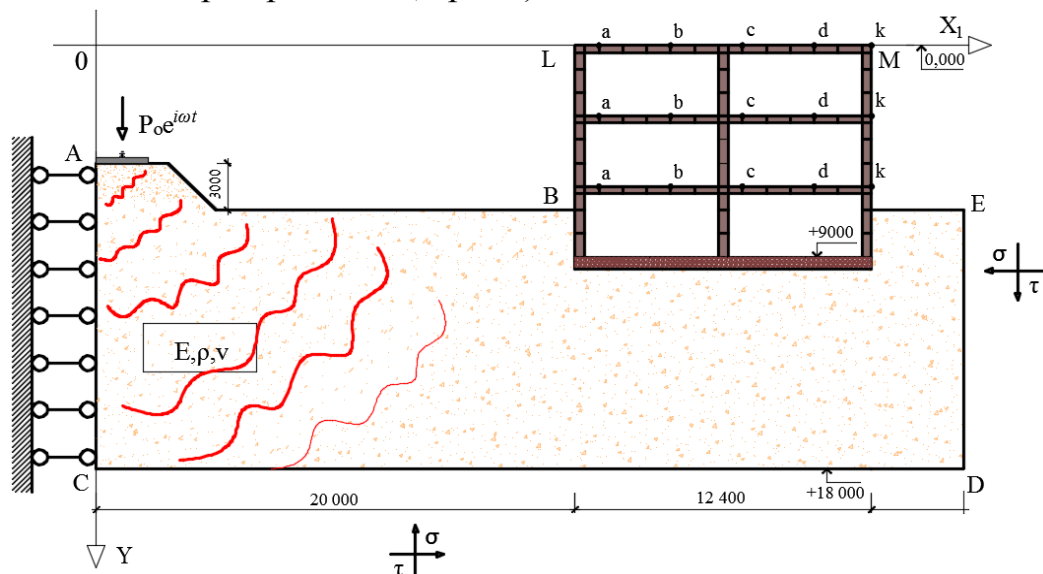 0
X₁
0,000
a b c d k
L M
a b c d k
a b c d k
P₀e^{iωt}
A
3000
B
E
+9000
σ
τ
E,ρ,ν
C
D
20 000
12 400
+18 000
Y
σ
τ